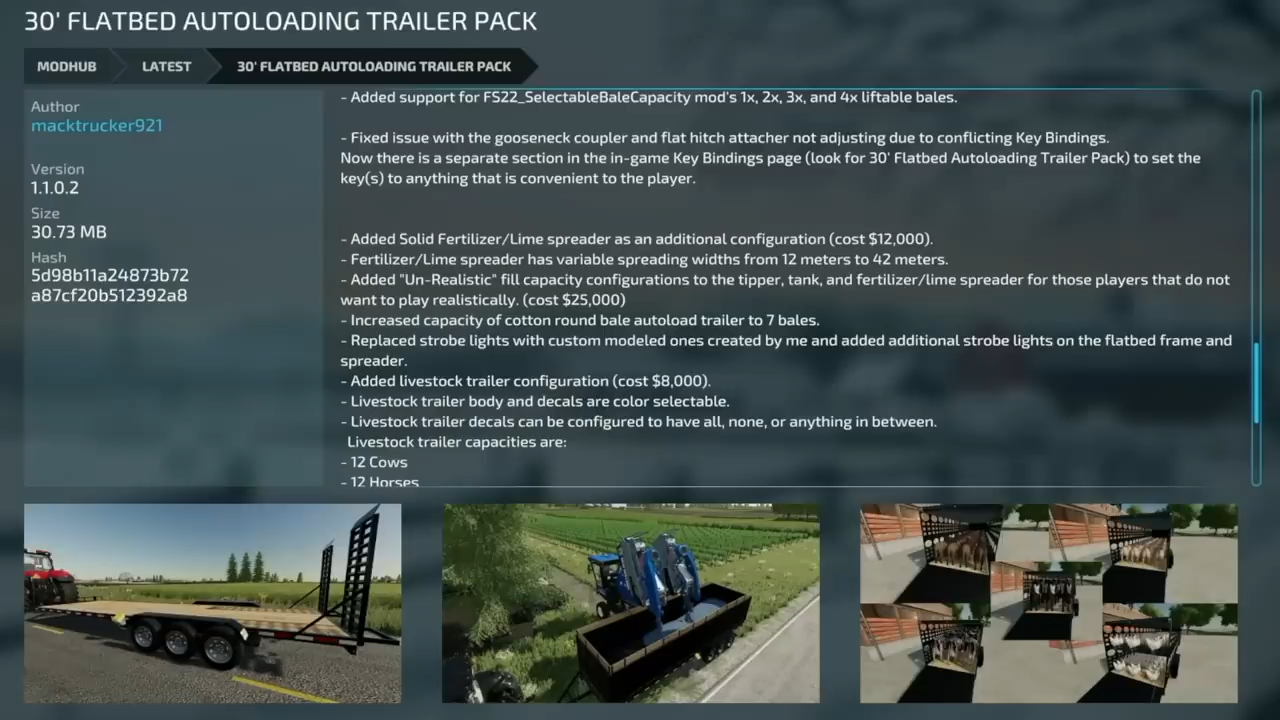 30' FLATBED AUTOLOADING TRAILER PACK
MODHUB
LATEST
30' FLATBED AUTOLOADING TRAILER PACK
Author
macktrucker921
Version
1.1.0.2
Size
30.73 MB
Hash
5d98b11a24873b72
a87cf20b512392a8
- Added support for FS22_SelectableBaleCapacity mod's 1x, 2x, 3x, and 4x liftable bales.
- Fixed issue with the gooseneck coupler and flat hitch attacher not adjusting due to conflicting Key Bindings.
Now there is a separate section in the in-game Key Bindings page (look for 30' Flatbed Autoloading Trailer Pack) to set the
key(s) to anything that is convenient to the player.
- Added Solid Fertilizer/Lime spreader as an additional configuration (cost $12,000).
- Fertilizer/Lime spreader has variable spreading widths from 12 meters to 42 meters.
- Added "Un-Realistic" fill capacity configurations to the tipper, tank, and fertilizer/lime spreader for those players that do not
want to play realistically. (cost $25,000)
- Increased capacity of cotton round bale autoload trailer to 7 bales.
- Replaced strobe lights with custom modeled ones created by me and added additional strobe lights on the flatbed frame and
spreader.
- Added livestock trailer configuration (cost $8,000).
- Livestock trailer body and decals are color selectable.
- Livestock trailer decals can be configured to have all, none, or anything in between.
Livestock trailer capacities are:
- 12 Cows
- 12 Horses